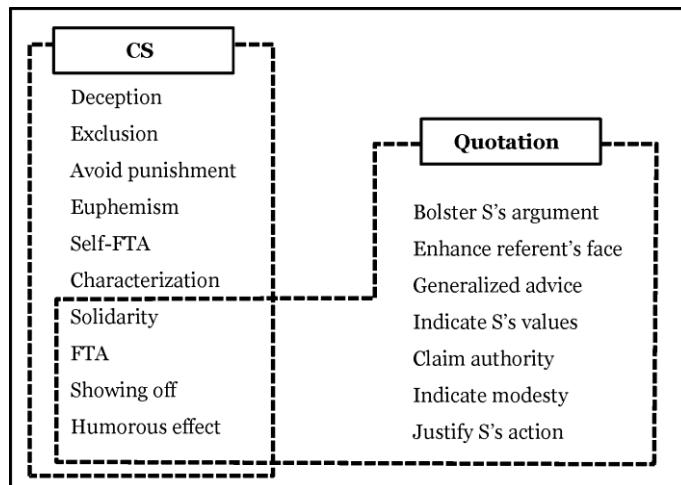 CS
Deception
Exclusion
Avoid punishment
Euphemism
Self-FTA
Characterization
Solidarity
FTA
Showing off
Humorous effect
Quotation
Bolster S's argument
Enhance referent's face
Generalized advice
Indicate S's values
Claim authority
Indicate modesty
Justify S's action